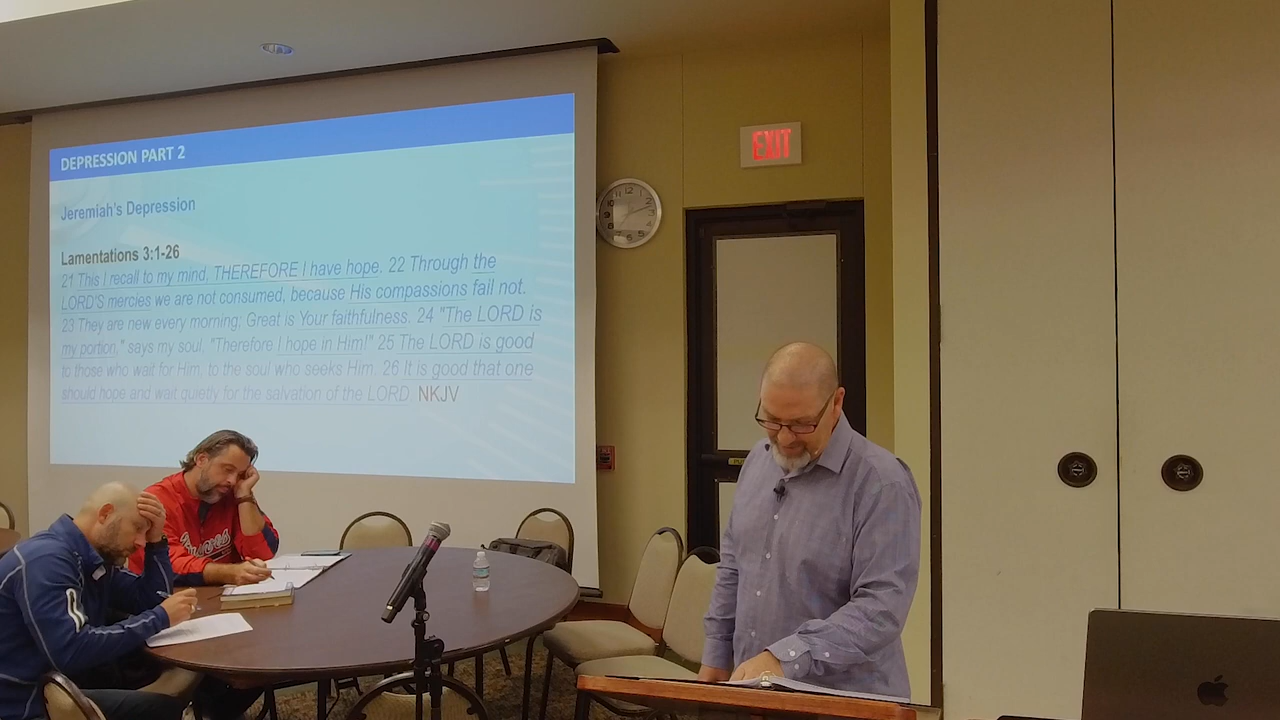 DEPRESSION PART 2
Jeremiah's Depression
Lamentations 3:1-26
21 This I recall to my mind, THEREFORE I have hope. 22 Through the
LORD'S mercies we are not consumed, because His compassions fail not.
23 They are new every morning; Great is Your faithfulness. 24 "The LORD is
my portion," says my soul, "Therefore I hope in Him!" 25 The LORD is good
to those who wait for Him, to the soul who seeks Him. 26 It is good that one
should hope and wait quietly for the salvation of the LORD. NKJV
EXIT